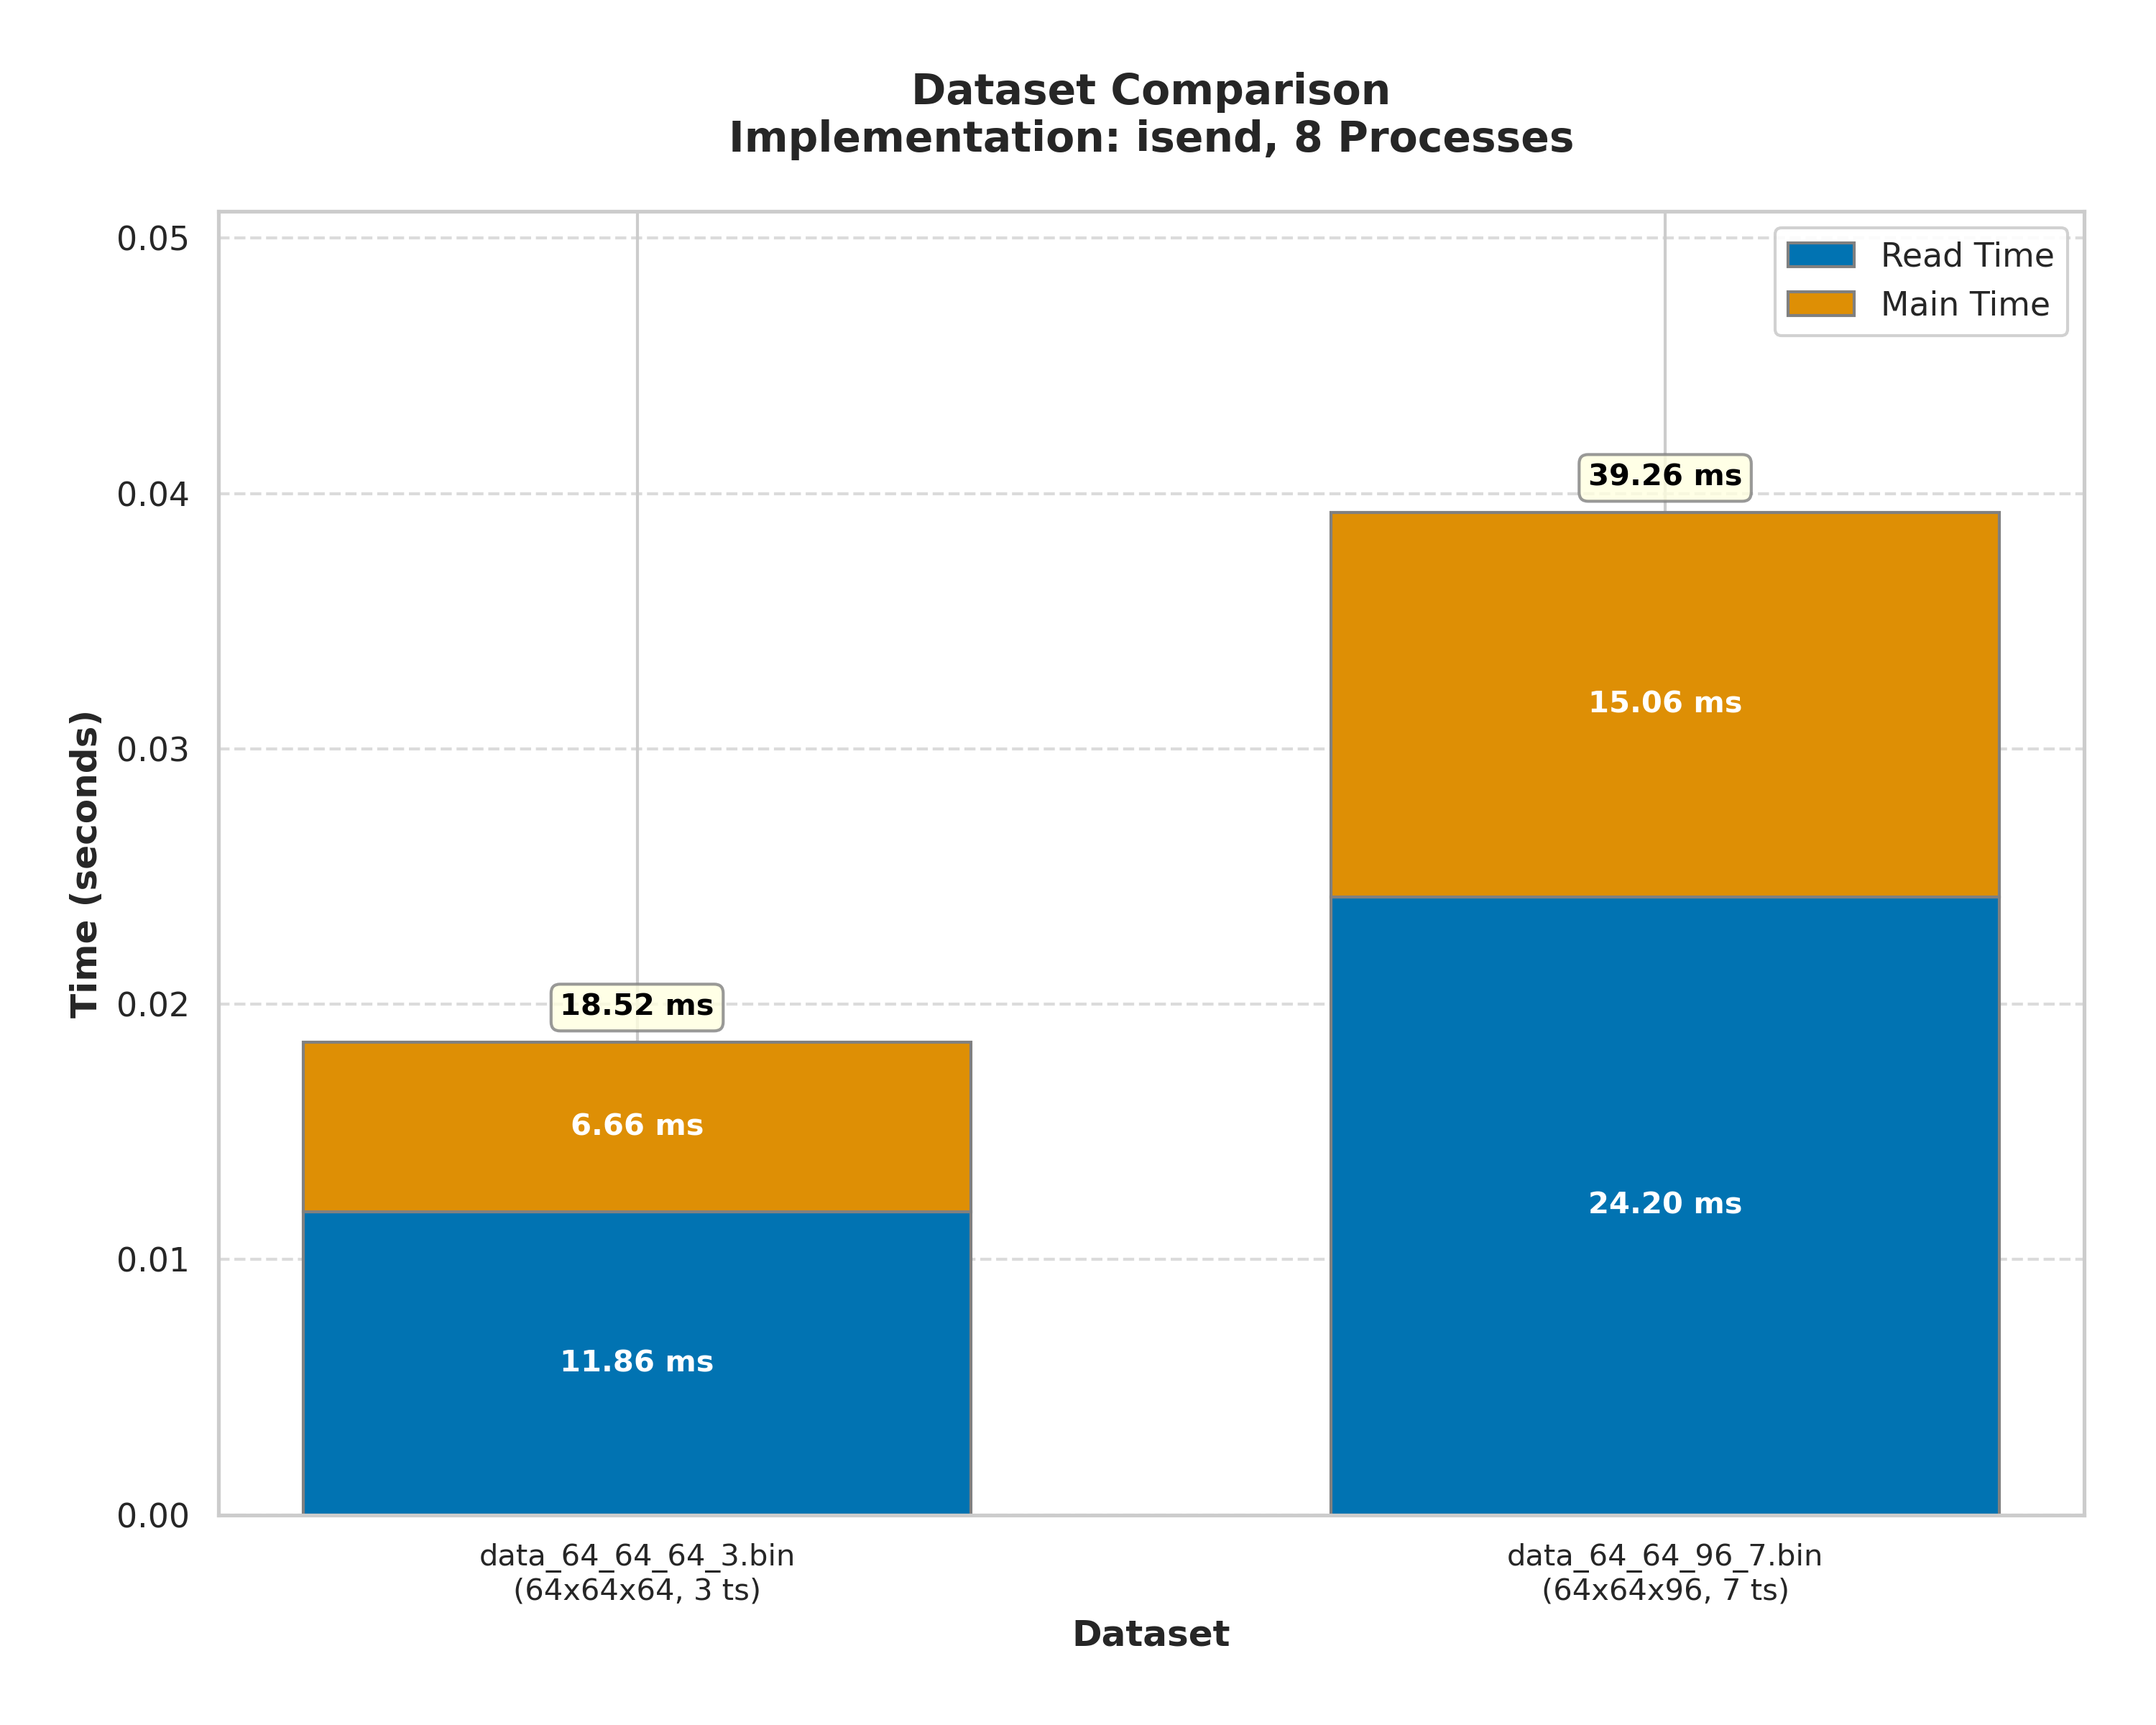 Dataset Comparison
Implementation: isend, 8 Processes
Time (seconds)
0.05
0.04
0.03
0.02
0.01
0.00
Read Time
Main Time
39.26 ms
15.06 ms
24.20 ms
18.52 ms
6.66 ms
11.86 ms
data_64_64_64_3.bin
(64x64x64, 3 ts)
data_64_64_96_7.bin
(64x64x96, 7 ts)
Dataset